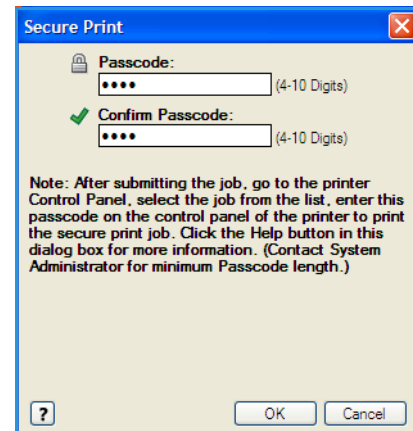 Secure Print
Passcode:
•••• (4-10 Digits)
Confirm Passcode:
•••• (4-10 Digits)
Note: After submitting the job, go to the printer
Control Panel, select the job from the list, enter this
passcode on the control panel of the printer to print
the secure print job. Click the Help button in this
dialog box for more information. (Contact System
Administrator for minimum Passcode length.)
? OK Cancel